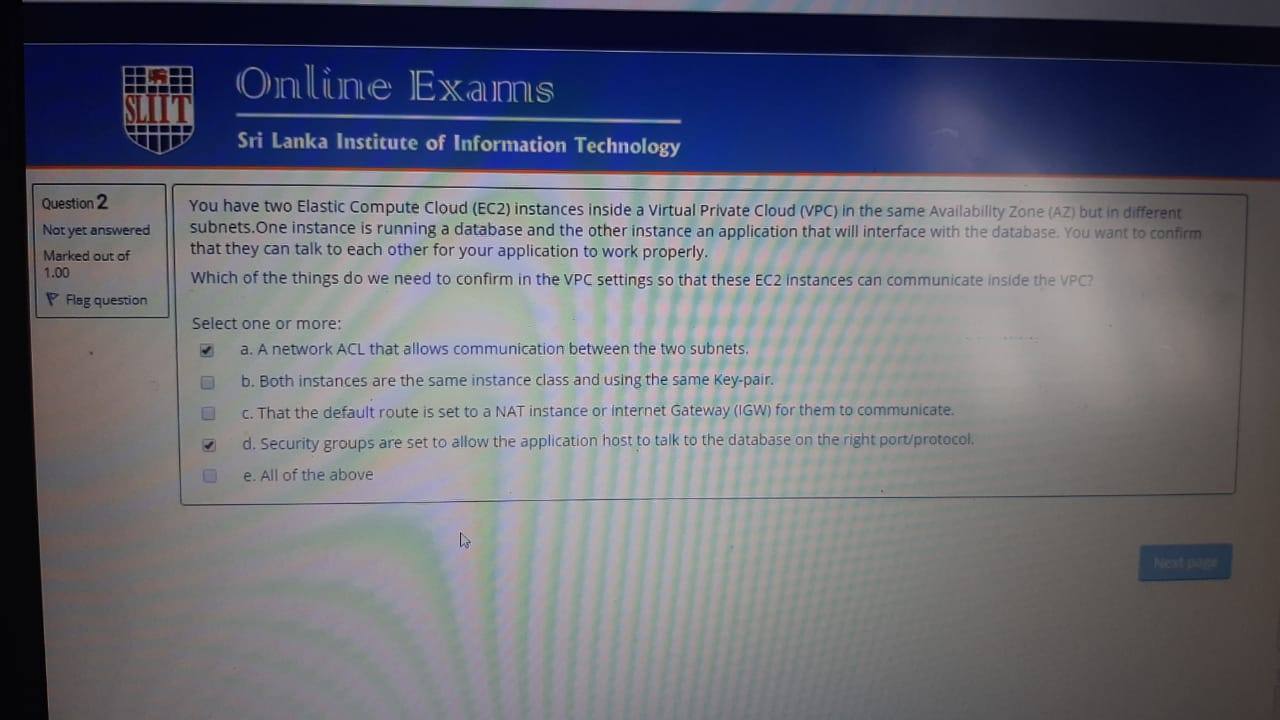 SLIIT
Online Exams
Sri Lanka Institute of Information Technology
Question 2
Not yet answered
Marked out of
1.00
Flag question
You have two Elastic Compute Cloud (EC2) instances inside a Virtual Private Cloud (VPC) in the same Availability Zone (AZ) but in different
subnets.One instance is running a database and the other instance an application that will interface with the database. You want to confirm
that they can talk to each other for your application to work properly.
Which of the things do we need to confirm in the VPC settings so that these EC2 instances can communicate inside the VPC?
Select one or more:
a. A network ACL that allows communication between the two subnets.
b. Both instances are the same instance class and using the same Key-pair.
c. That the default route is set to a NAT instance or internet Gateway (IGW) for them to communicate.
d. Security groups are set to allow the application host to talk to the database on the right port/protocol.
e. All of the above
Next page